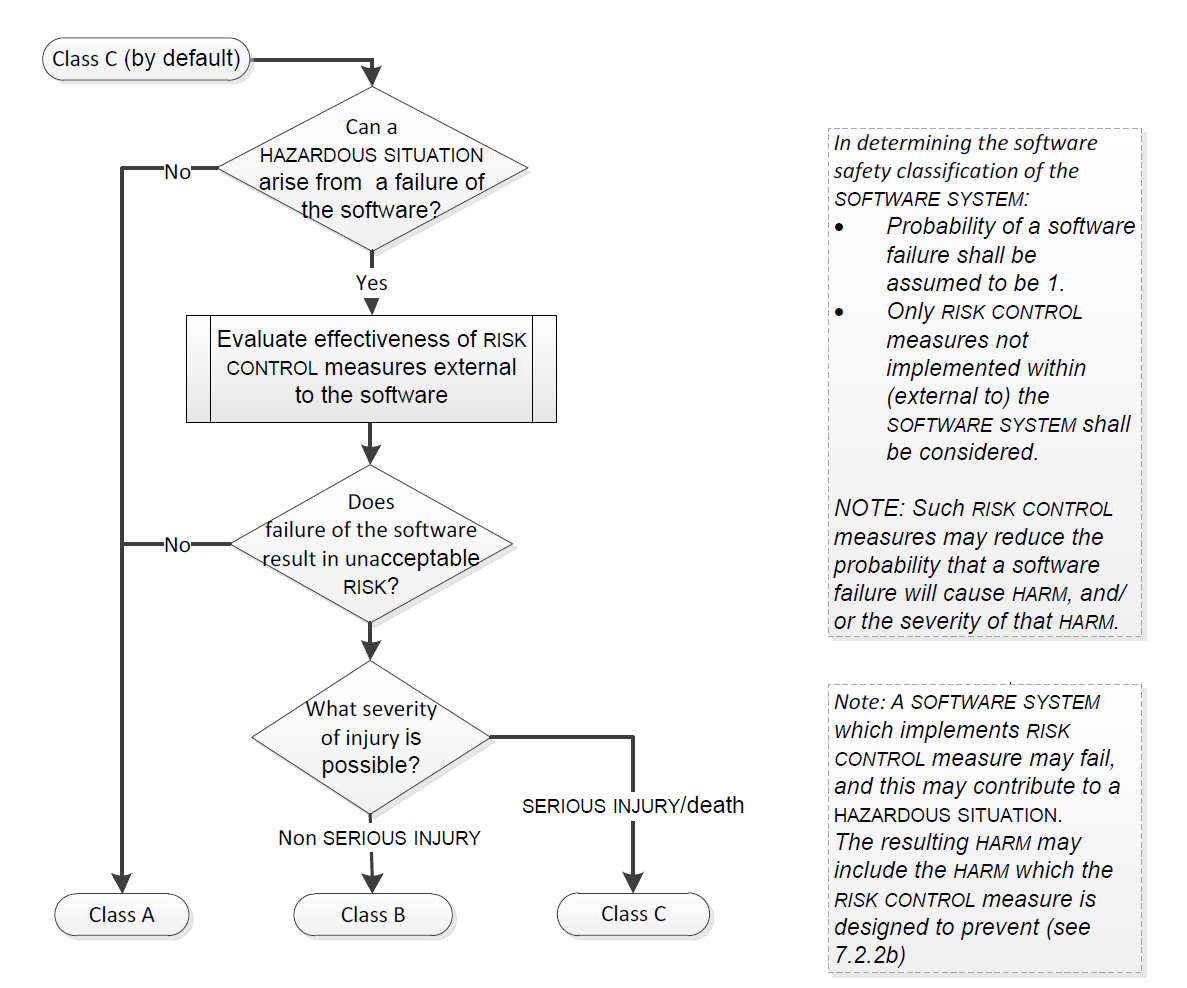 Class C (by default)
Can a
HAZARDOUS SITUATION
arise from a failure of
the software?
No
Yes
Evaluate effectiveness of RISK
CONTROL measures external
to the software
Does
failure of the software
result in unacceptable
RISK?
No
What severity
of injury is
possible?
SERIOUS INJURY/death
Non SERIOUS INJURY
Class A
Class B
Class C
In determining the software
safety classification of the
SOFTWARE SYSTEM:
• Probability of a software
failure shall be
assumed to be 1.
• Only RISK CONTROL
measures not
implemented within
(external to) the
SOFTWARE SYSTEM shall
be considered.
NOTE: Such RISK CONTROL
measures may reduce the
probability that a software
failure will cause HARM, and/
or the severity of that HARM.
Note: A SOFTWARE SYSTEM
which implements RISK
CONTROL measure may fail,
and this may contribute to a
HAZARDOUS SITUATION.
The resulting HARM may
include the HARM which the
RISK CONTROL measure is
designed to prevent (see
7.2.2b)